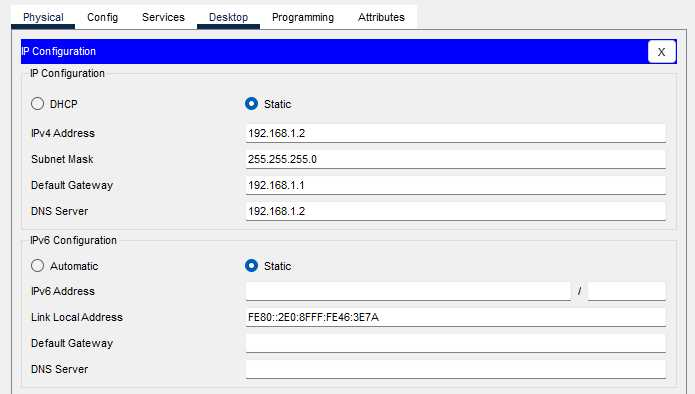 Physical Config Services Desktop Programming Attributes
IP Configuration
X
IP Configuration
DHCP Static
IPv4 Address 192.168.1.2
Subnet Mask 255.255.255.0
Default Gateway 192.168.1.1
DNS Server 192.168.1.2
IPv6 Configuration
Automatic Static
IPv6 Address /
Link Local Address FE80::2E0:8FFF:FE46:3E7A
Default Gateway
DNS Server